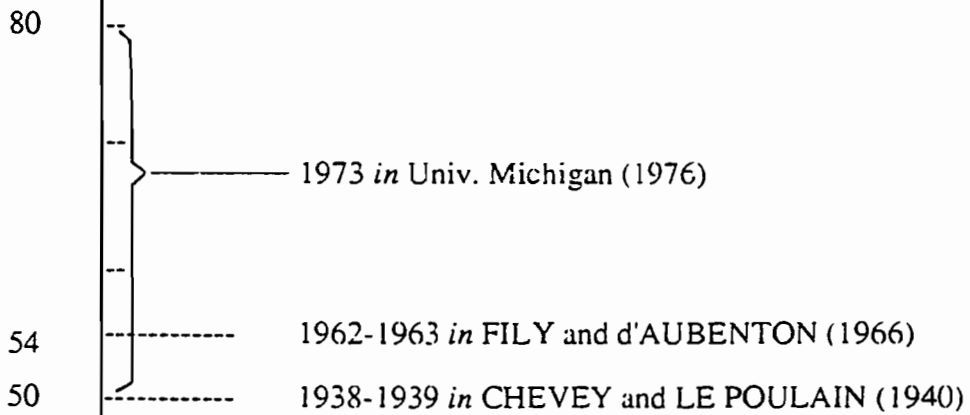 80
1973 in Univ. Michigan (1976)
54 1962-1963 in FILY and d'AUBENTON (1966)
50 1938-1939 in CHEVEY and LE POULAIN (1940)